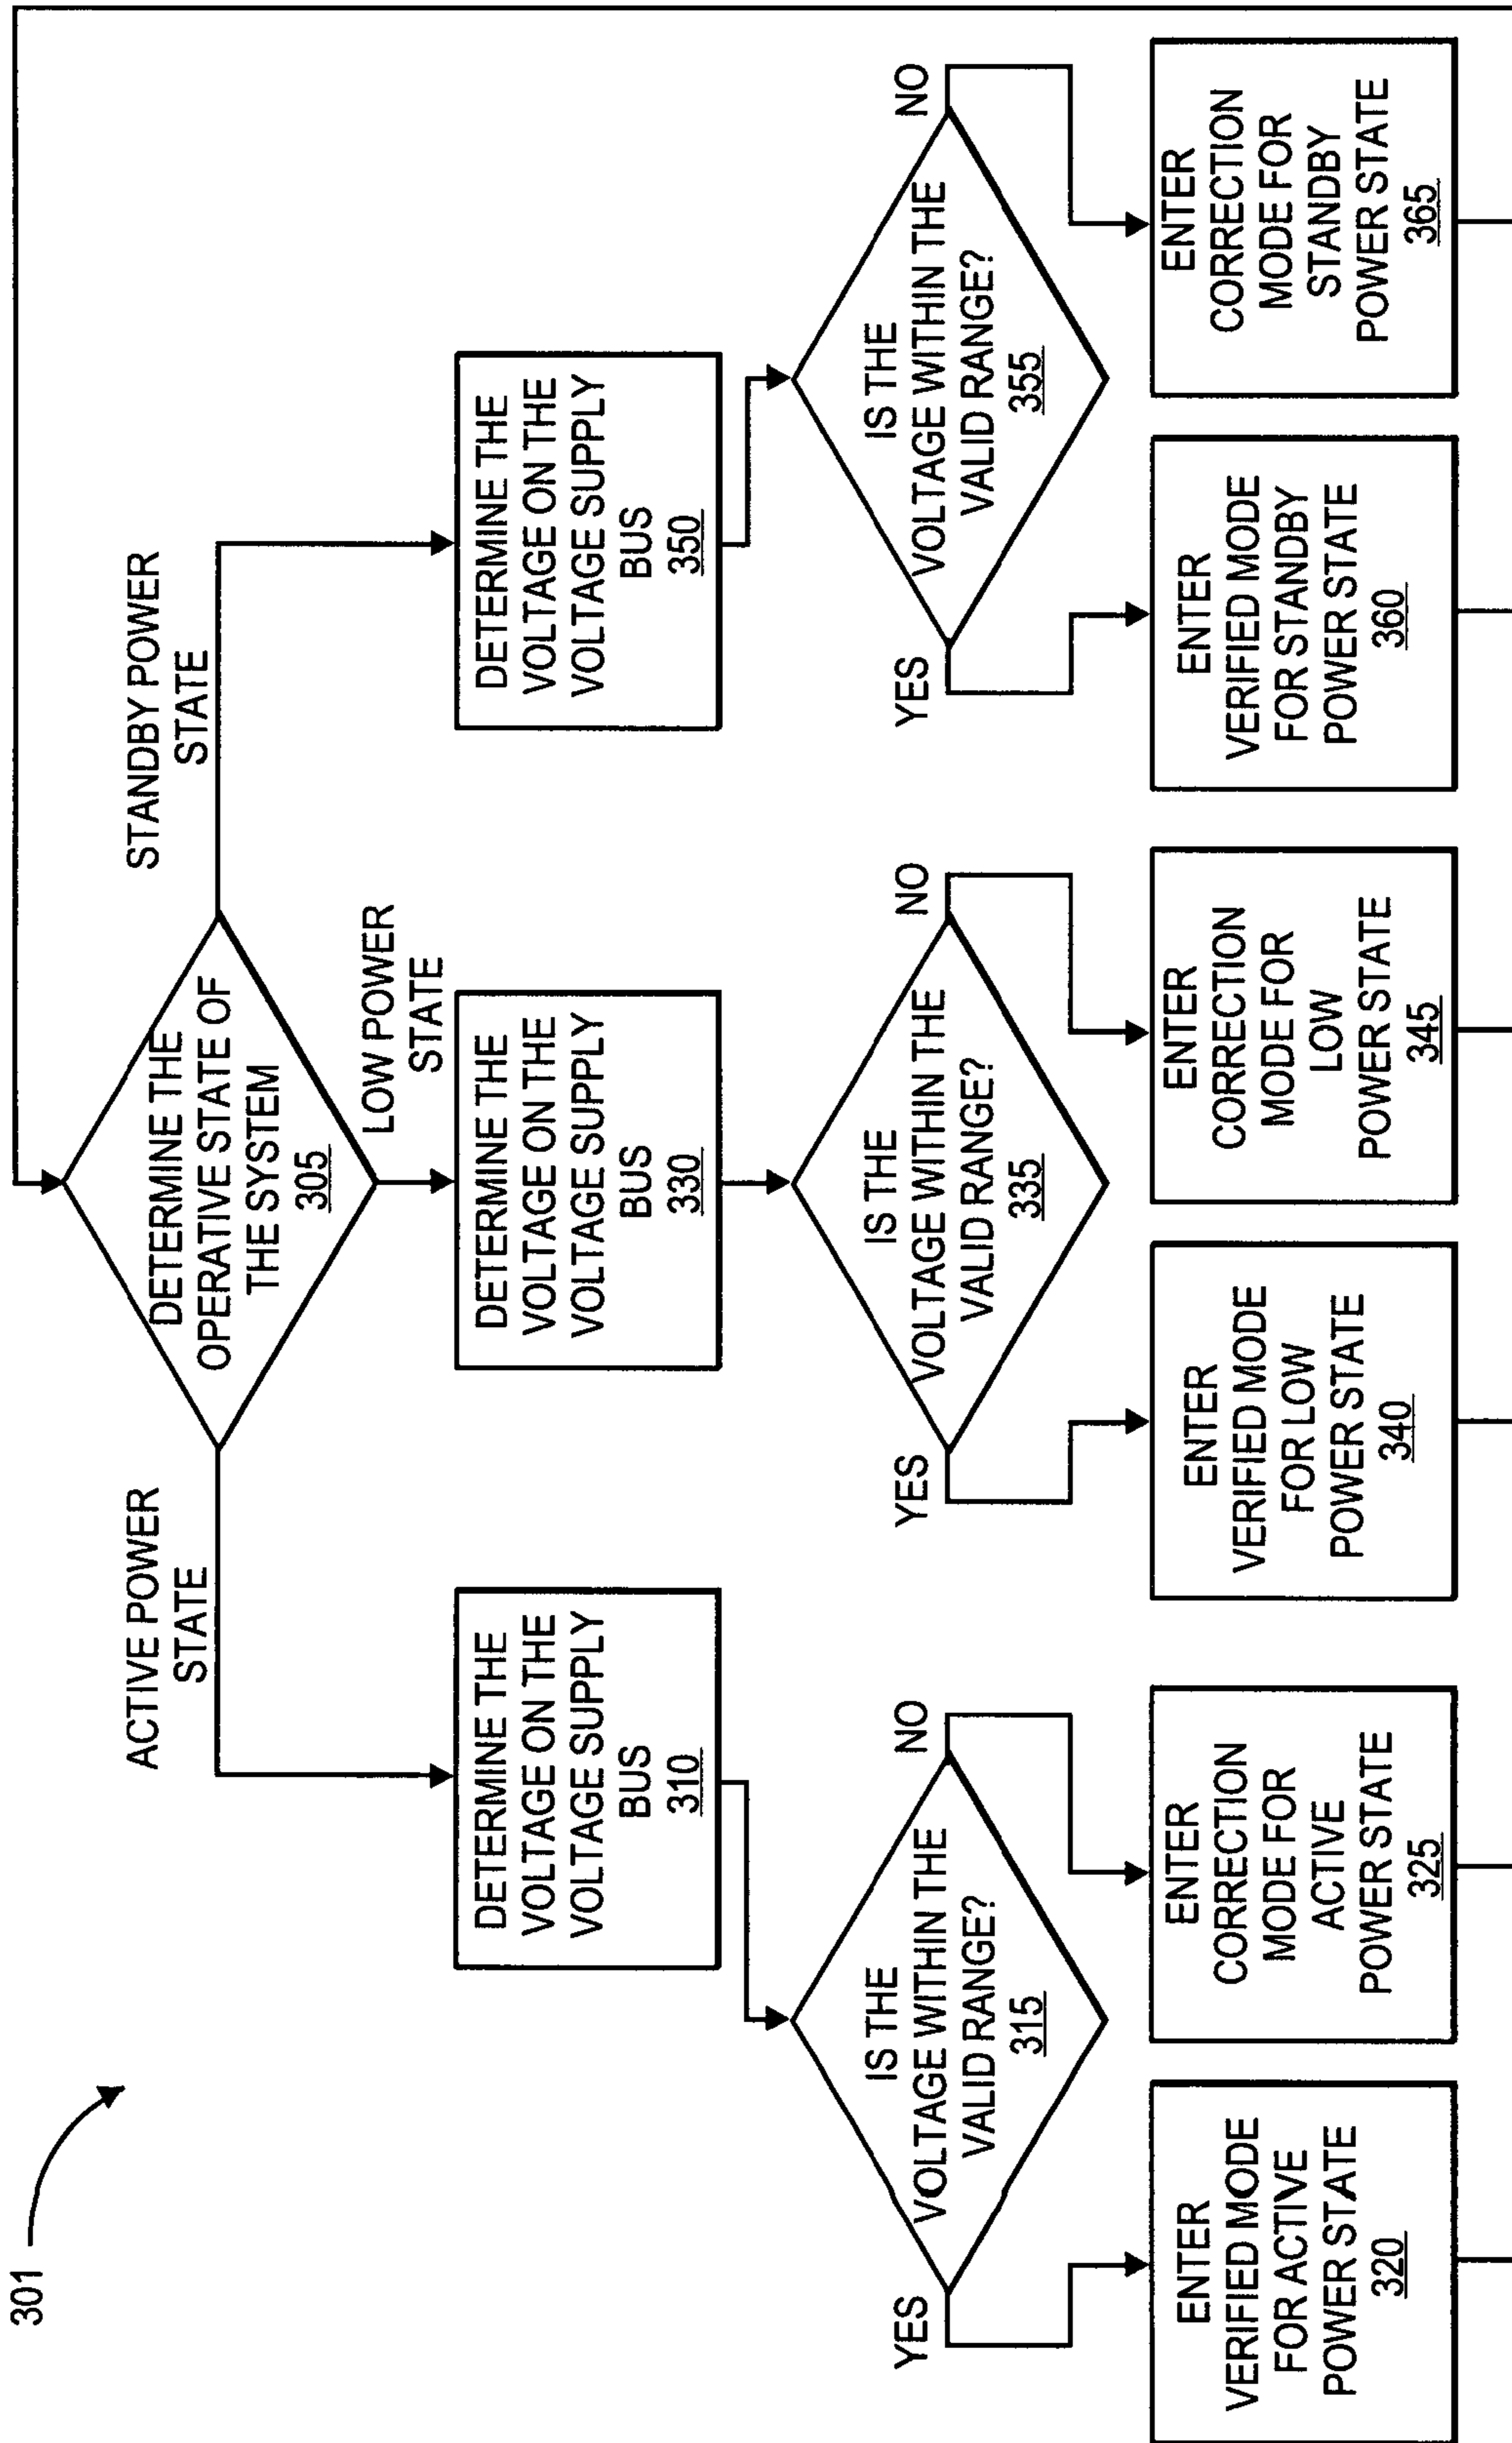 301
DETERMINE THE
OPERATIVE STATE OF
THE SYSTEM
305
ACTIVE POWER
STATE
LOW POWER
STATE
STANDBY POWER
STATE
DETERMINE THE
VOLTAGE ON THE
VOLTAGE SUPPLY
BUS
310
DETERMINE THE
VOLTAGE ON THE
VOLTAGE SUPPLY
BUS
330
DETERMINE THE
VOLTAGE ON THE
VOLTAGE SUPPLY
BUS
350
IS THE
VOLTAGE WITHIN THE
VALID RANGE?
315
YES
NO
IS THE
VOLTAGE WITHIN THE
VALID RANGE?
335
YES
NO
IS THE
VOLTAGE WITHIN THE
VALID RANGE?
355
YES
NO
ENTER
VERIFIED MODE
FOR ACTIVE
POWER STATE
320
ENTER
CORRECTION
MODE FOR
ACTIVE
POWER STATE
325
ENTER
VERIFIED MODE
FOR LOW
POWER STATE
340
ENTER
CORRECTION
MODE FOR
LOW
POWER STATE
345
ENTER
VERIFIED MODE
FOR STANDBY
POWER STATE
360
ENTER
CORRECTION
MODE FOR
STANDBY
POWER STATE
365